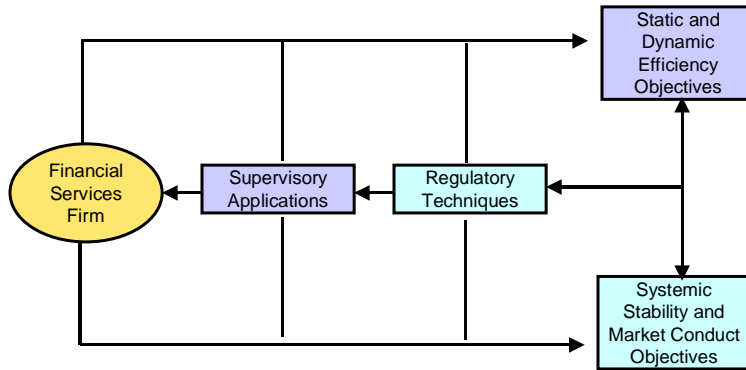 Static and
Dynamic
Efficiency
Objectives
Financial
Services
Firm
Supervisory
Applications
Regulatory
Techniques
Systemic
Stability and
Market Conduct
Objectives